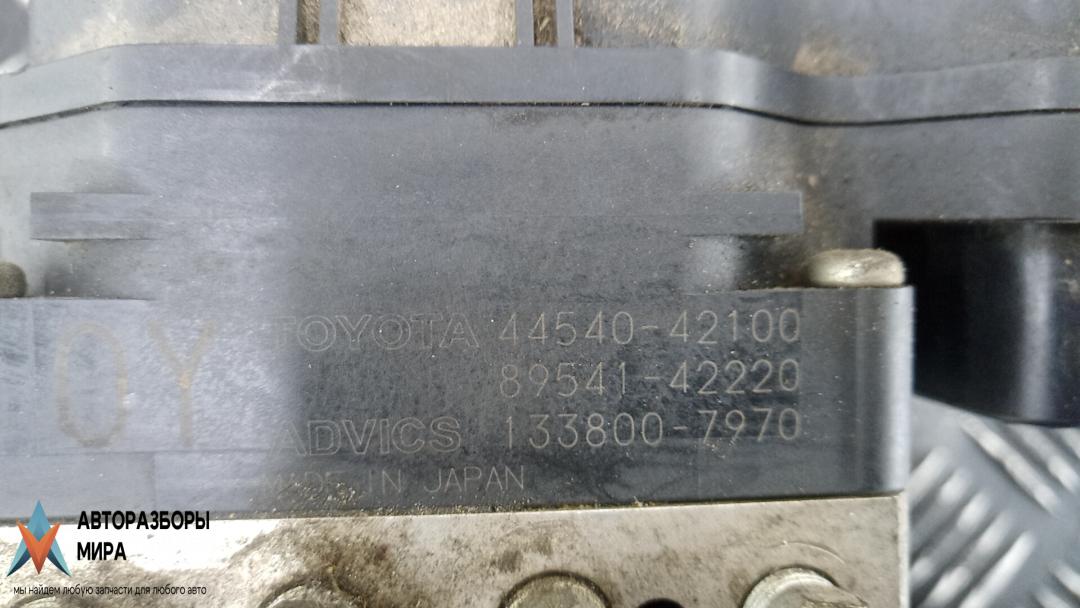 TOYOTA 44540-42100
89541-42220
OY
ADVICS 133800-7970
MADE IN JAPAN
АВТОРАЗБОРЫ
МИРА
мы найдем любую запчасти для любого авто